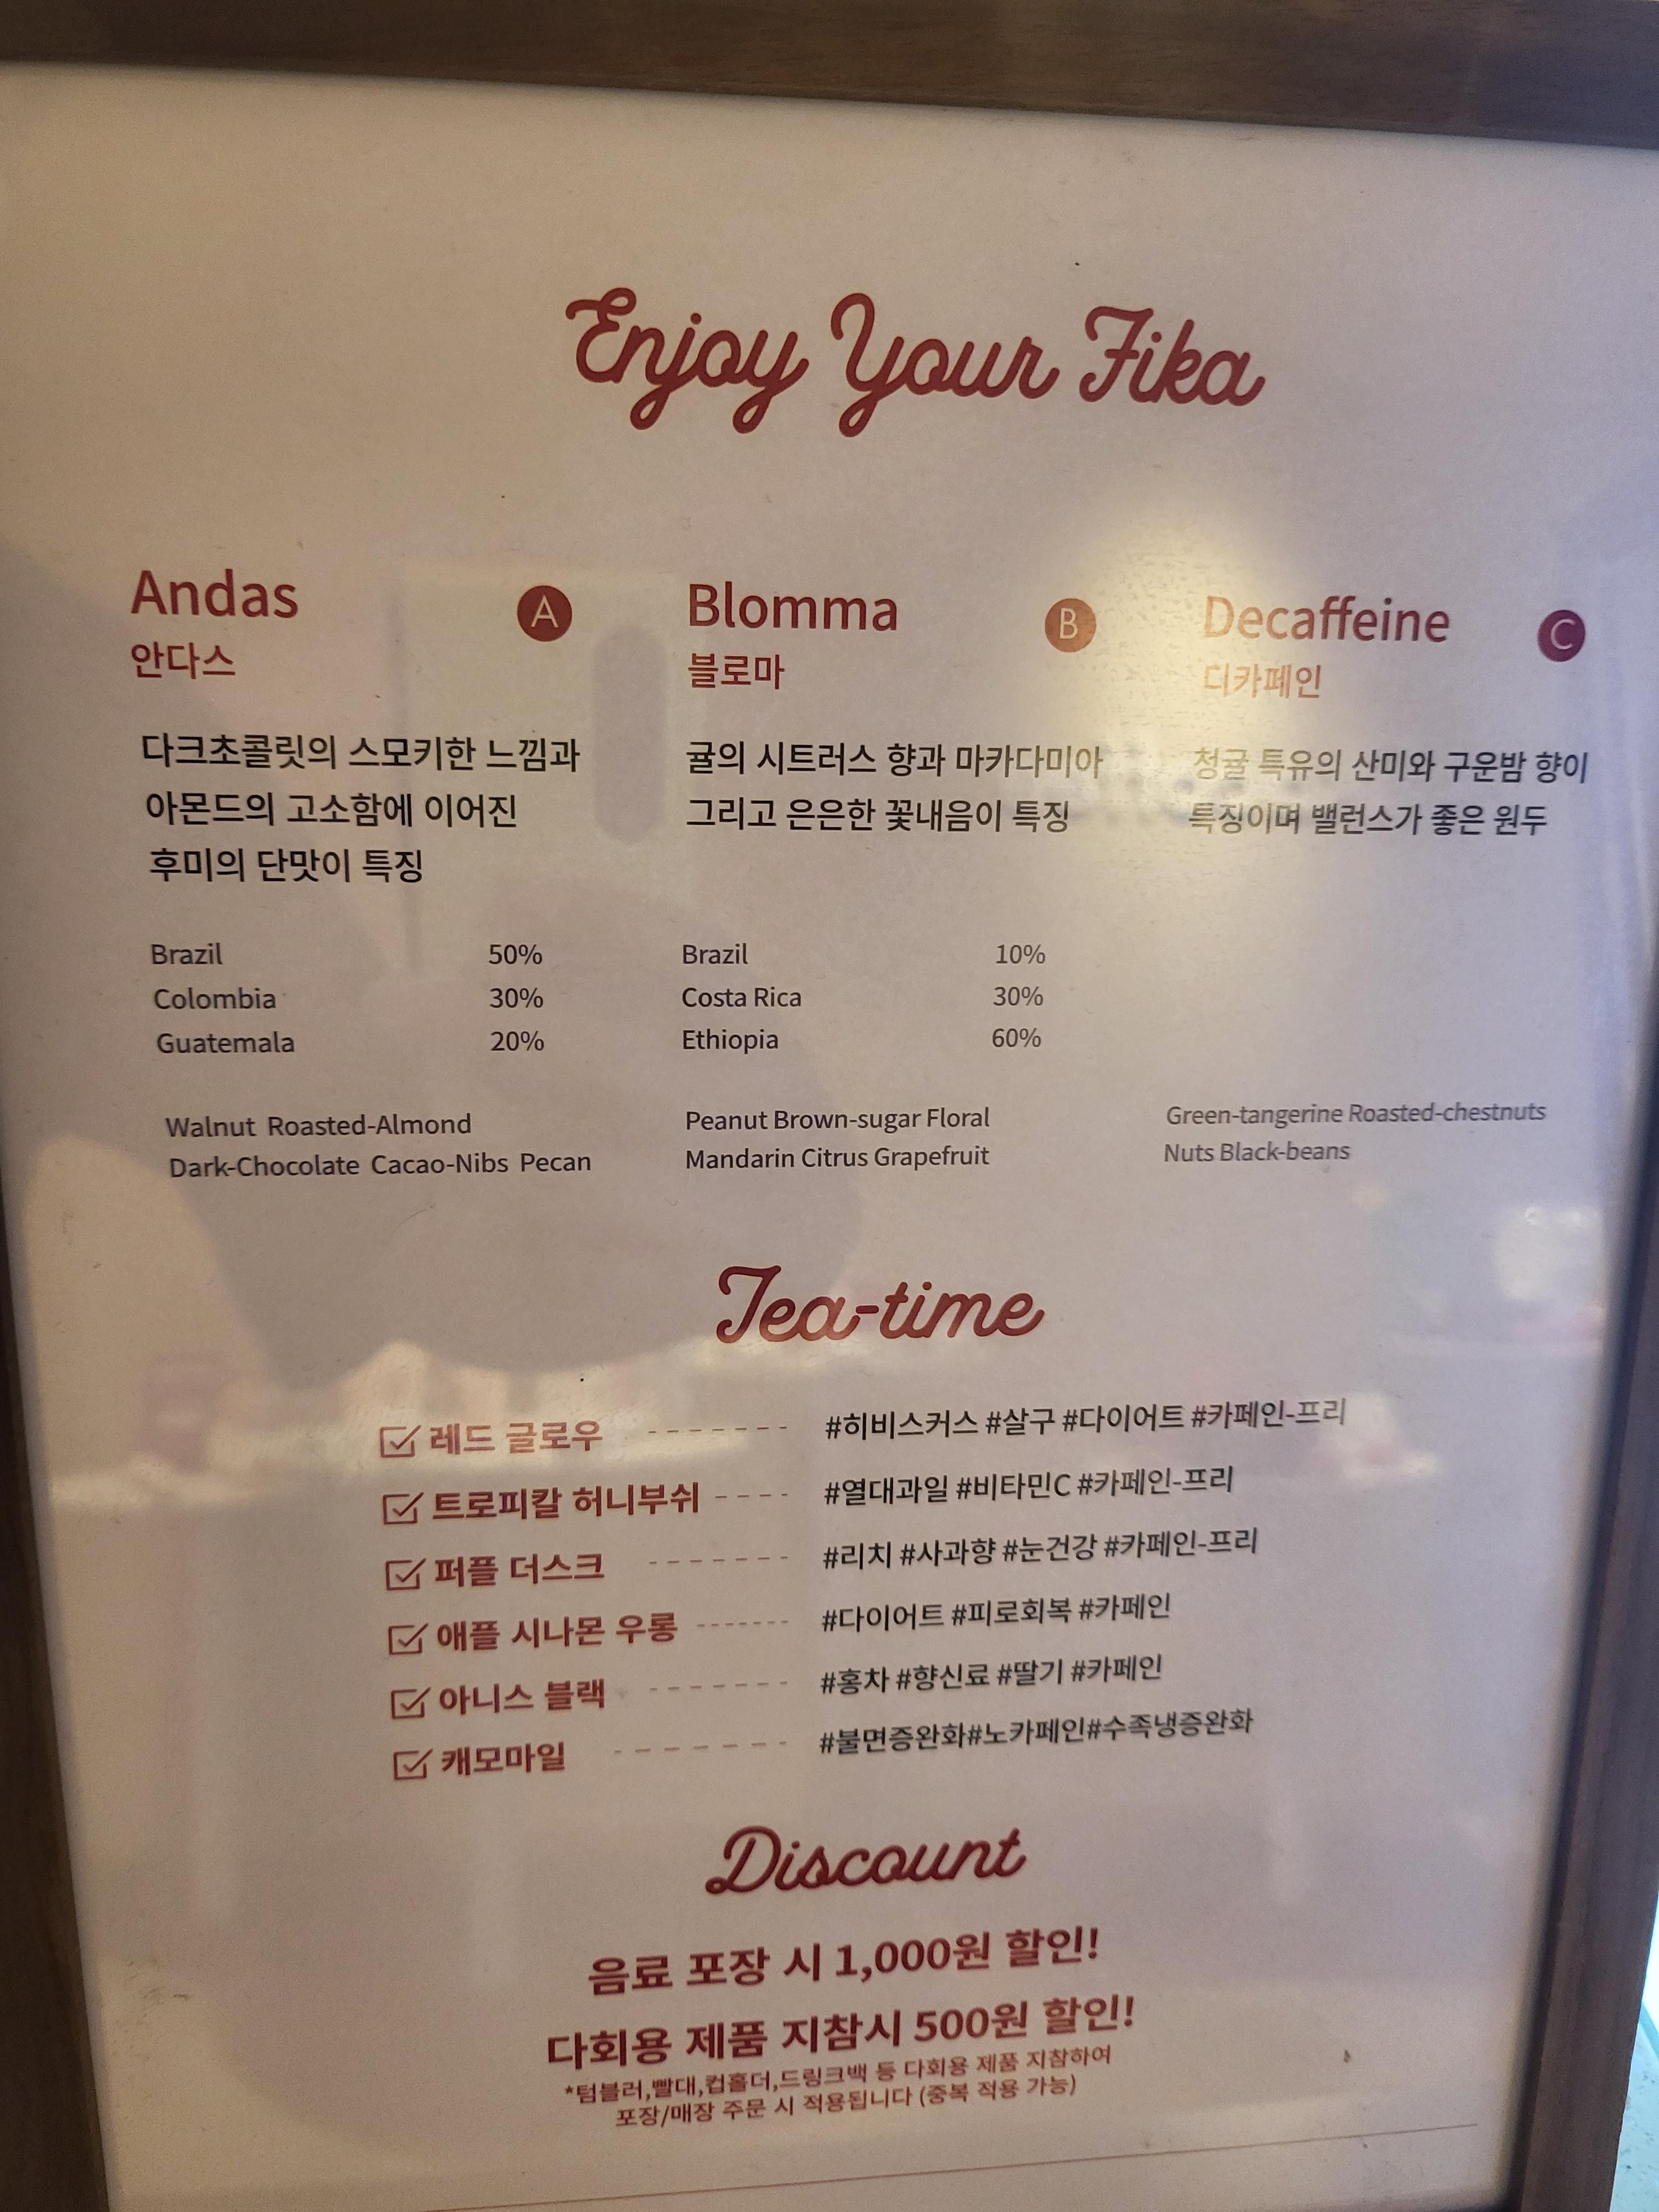 Enjoy Your Fika
Andas A
안다스
다크초콜릿의 스모키한 느낌과
아몬드의 고소함에 이어진
후미의 단맛이 특징
Brazil 50%
Colombia 30%
Guatemala 20%
Walnut Roasted-Almond
Dark-Chocolate Cacao-Nibs Pecan
Blomma B
블로마
귤의 시트러스 향과 마카다미아
그리고 은은한 꽃내음이 특징
Brazil 10%
Costa Rica 30%
Ethiopia 60%
Peanut Brown-sugar Floral
Mandarin Citrus Grapefruit
Decaffeine C
디카페인
청귤 특유의 산미와 구운밤 향이
특징이며 밸런스가 좋은 원두
Green-tangerine Roasted-chestnuts
Nuts Black-beans
Tea-time
레드 글로우 #히비스커스 #살구 #다이어트 #카페인-프리
트로피칼 허니부쉬 #열대과일 #비타민C #카페인-프리
퍼플 더스크 #리치 #사과향 #눈건강 #카페인-프리
애플 시나몬 우롱 #다이어트 #피로회복 #카페인
아니스 블랙 #홍차 #향신료 #딸기 #카페인
캐모마일 #불면증완화#노카페인#수족냉증완화
Discount
음료 포장 시 1,000원 할인!
다회용 제품 지참시 500원 할인!
*텀블러,빨대,컵홀더,드링크백 등 다회용 제품 지참하여
포장/매장 주문 시 적용됩니다 (중복 적용 가능)